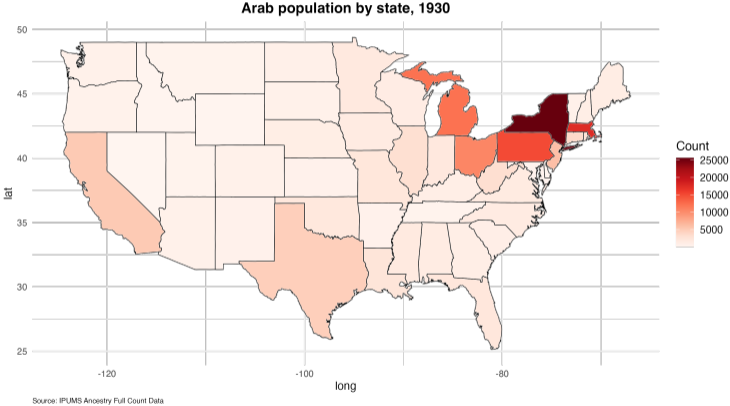 Arab population by state, 1930
50
45
40
35
30
25
lat
-120
-100
-80
long
Count
25000
20000
15000
10000
5000
Source: IPUMS Ancestry Full Count Data